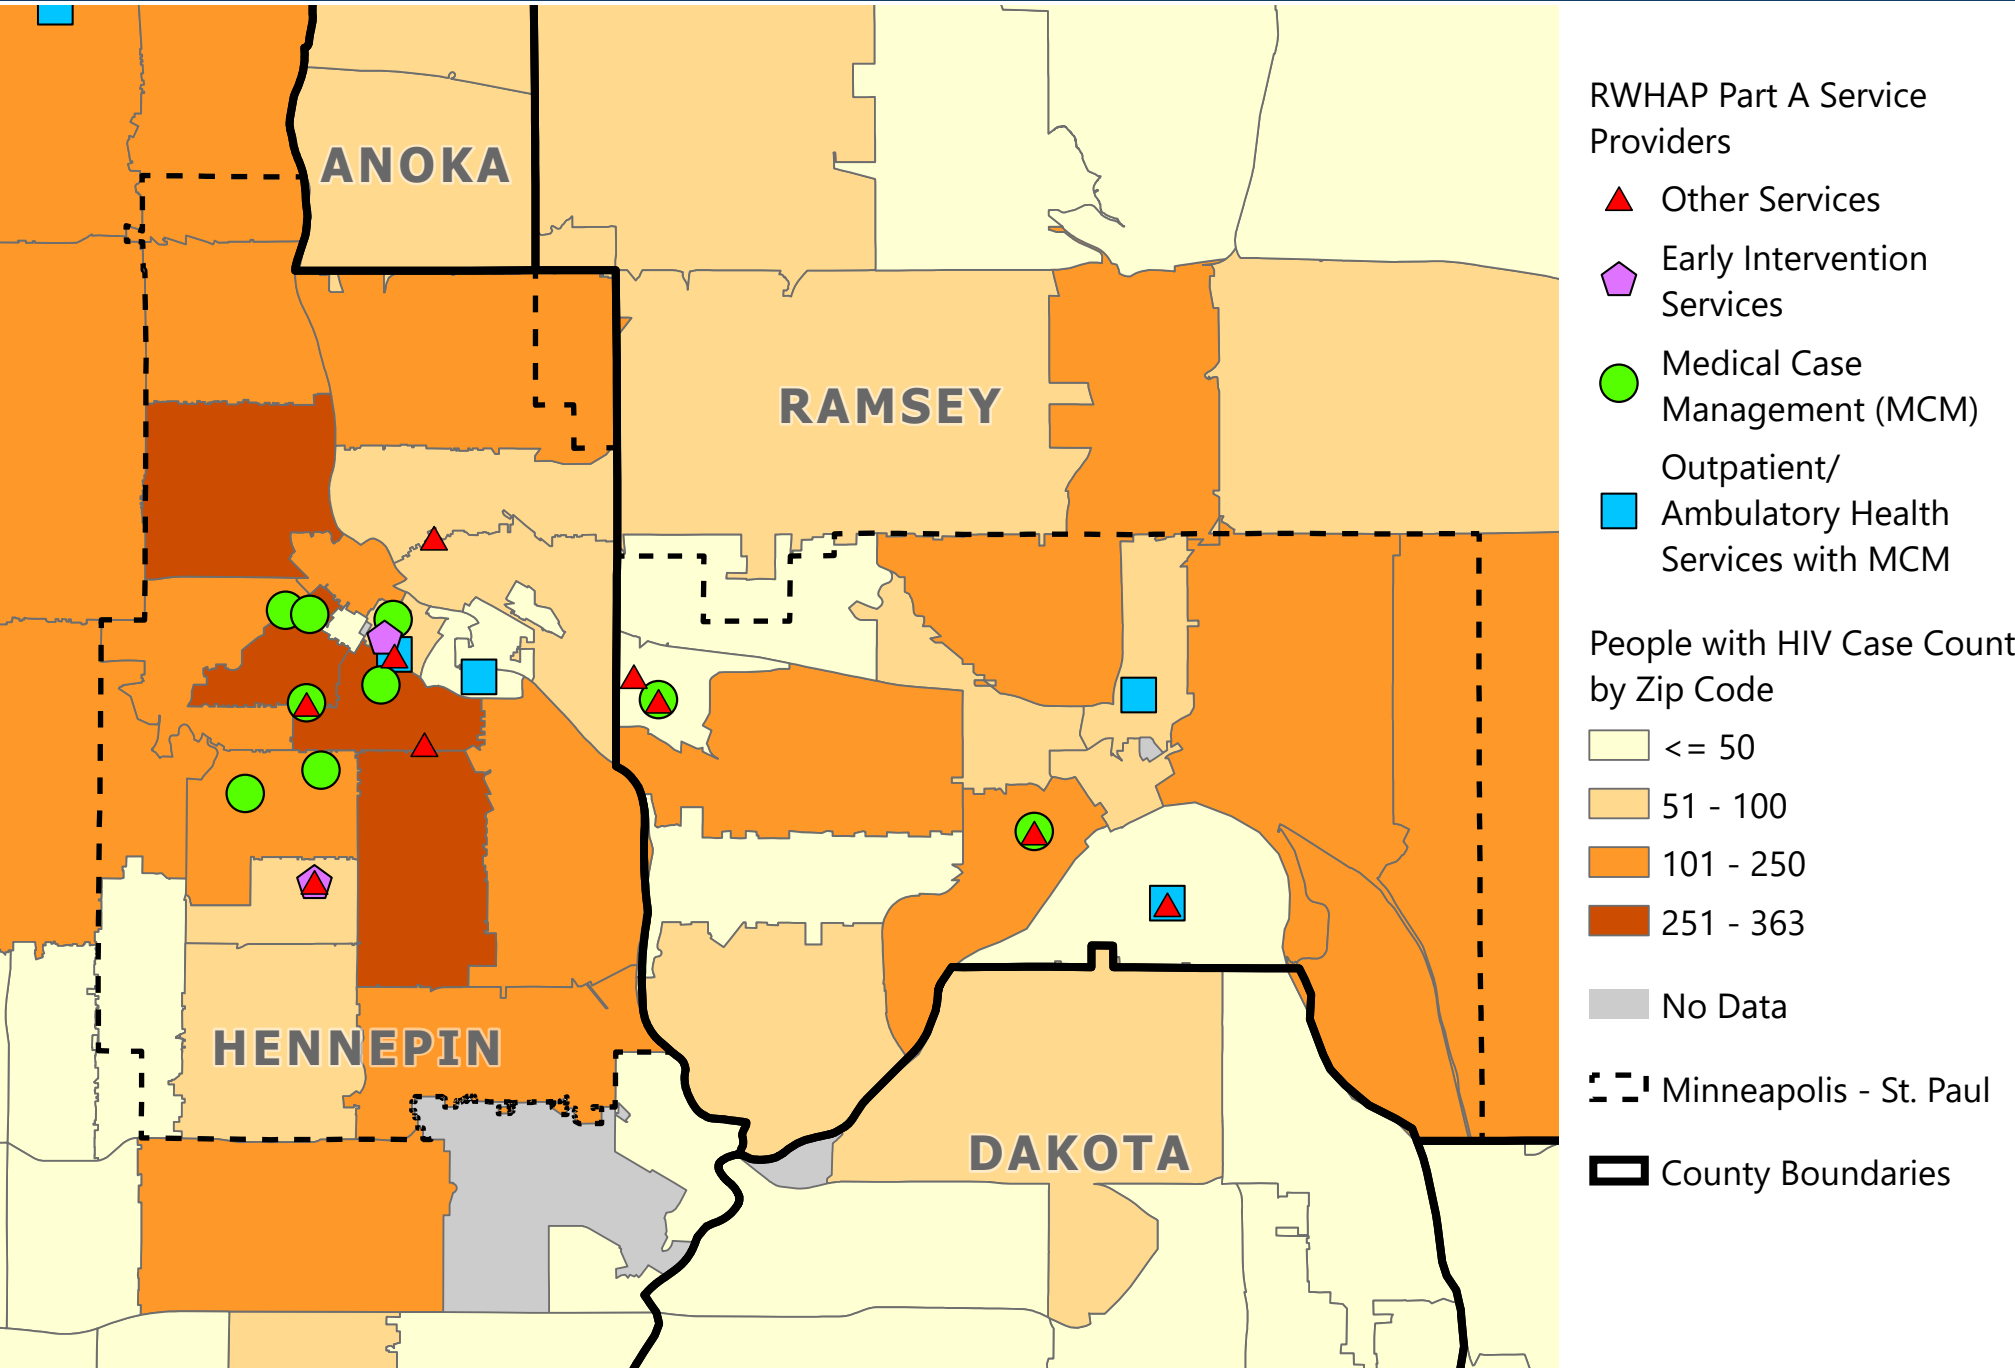 ANOKA
RAMSEY
HENNEPIN
DAKOTA
RWHAP Part A Service
Providers
Other Services
Early Intervention
Services
Medical Case
Management (MCM)
Outpatient/
Ambulatory Health
Services with MCM
People with HIV Case Count
by Zip Code
<= 50
51 - 100
101 - 250
251 - 363
No Data
Minneapolis - St. Paul
County Boundaries